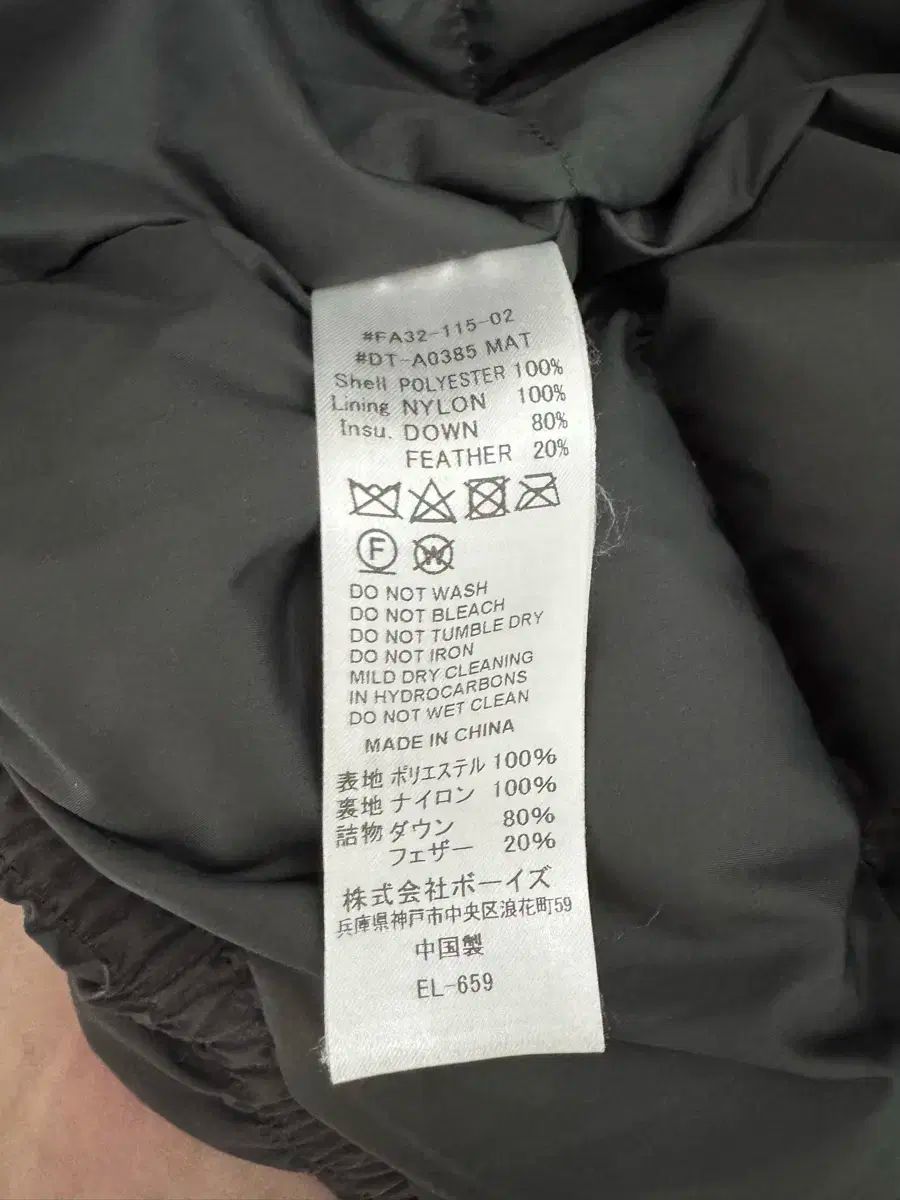 #FA32-115-02
#DT-A0385 MAT
Shell POLYESTER 100%
Lining NYLON 100%
Insu. DOWN 80%
FEATHER 20%
F W
DO NOT WASH
DO NOT BLEACH
DO NOT TUMBLE DRY
DO NOT IRON
MILD DRY CLEANING
IN HYDROCARBONS
DO NOT WET CLEAN
MADE IN CHINA
表地 ポリエステル 100%
裏地 ナイロン 100%
詰物 ダウン 80%
フェザー 20%
株式会社ボーイズ
兵庫県神戸市中央区浪花町59
中国製
EL-659